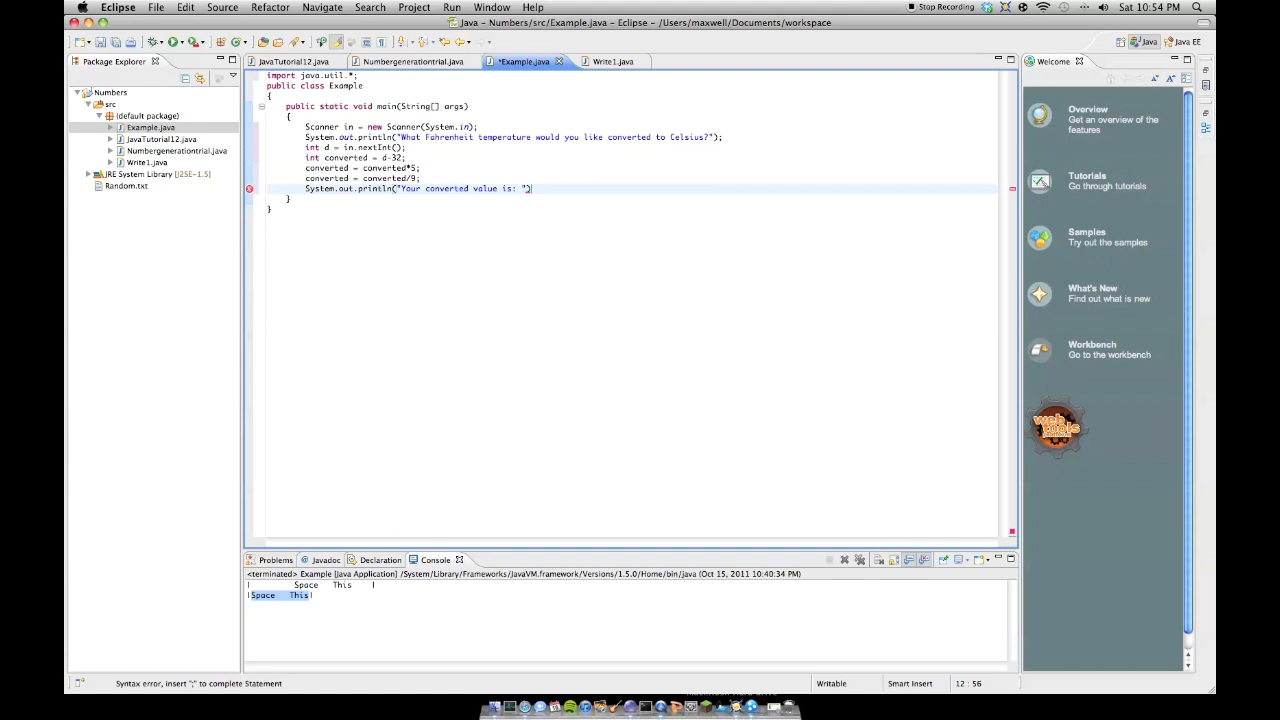 Eclipse File Edit Source Refactor Navigate Search Project Run Window Help Stop Recording Sat 10:54 PM
Java – Numbers/src/Example.java – Eclipse – /Users/maxwell/Documents/workspace
Java Java EE
Package Explorer JavaTutorial12.java Numbergenerationtrial.java *Example.java Write1.java Welcome
Numbers
src
(default package)
Example.java
JavaTutorial12.java
Numbergenerationtrial.java
Write1.java
JRE System Library [J2SE-1.5]
Random.txt
import java.util.*;
public class Example
{
public static void main(String[] args)
{
Scanner in = new Scanner(System.in);
System.out.println("What Fahrenheit temperature would you like converted to Celsius?");
int d = in.nextInt();
int converted = d-32;
converted = converted*5;
converted = converted/9;
System.out.println("Your converted value is: ")
}
}
Overview
Get an overview of the
features
Tutorials
Go through tutorials
Samples
Try out the samples
What's New
Find out what is new
Workbench
Go to the workbench
web
tools
Problems Javadoc Declaration Console
<terminated> Example [Java Application] /System/Library/Frameworks/JavaVM.framework/Versions/1.5.0/Home/bin/java (Oct 15, 2011 10:40:34 PM)
| Space This |
|Space This|
Syntax error, insert ";" to complete Statement Writable Smart Insert 12 : 56